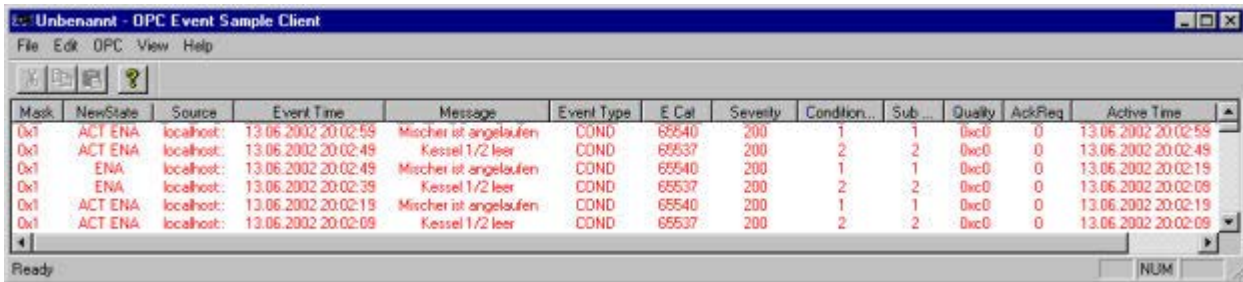 Unbenannt - OPC Event Sample Client
File Edit OPC View Help
Mask NewState Source Event Time Message Event Type E Cat Severity Condition... Sub ... Quality AckReq Active Time
0x1 ACT ENA localhost:: 13.06.2002 20:02:59 Mischer ist angelaufen COND 65540 200 1 1 0xc0 0 13.06.2002 20:02:59
0x1 ACT ENA localhost:: 13.06.2002 20:02:49 Kessel 1/2 leer COND 65537 200 2 2 0xc0 0 13.06.2002 20:02:49
0x1 ENA localhost:: 13.06.2002 20:02:49 Mischer ist angelaufen COND 65540 200 1 1 0xc0 0 13.06.2002 20:02:19
0x1 ENA localhost:: 13.06.2002 20:02:39 Kessel 1/2 leer COND 65537 200 2 2 0xc0 0 13.06.2002 20:02:09
0x1 ACT ENA localhost:: 13.06.2002 20:02:19 Mischer ist angelaufen COND 65540 200 1 1 0xc0 0 13.06.2002 20:02:19
0x1 ACT ENA localhost:: 13.06.2002 20:02:09 Kessel 1/2 leer COND 65537 200 2 2 0xc0 0 13.06.2002 20:02:09
Ready NUM